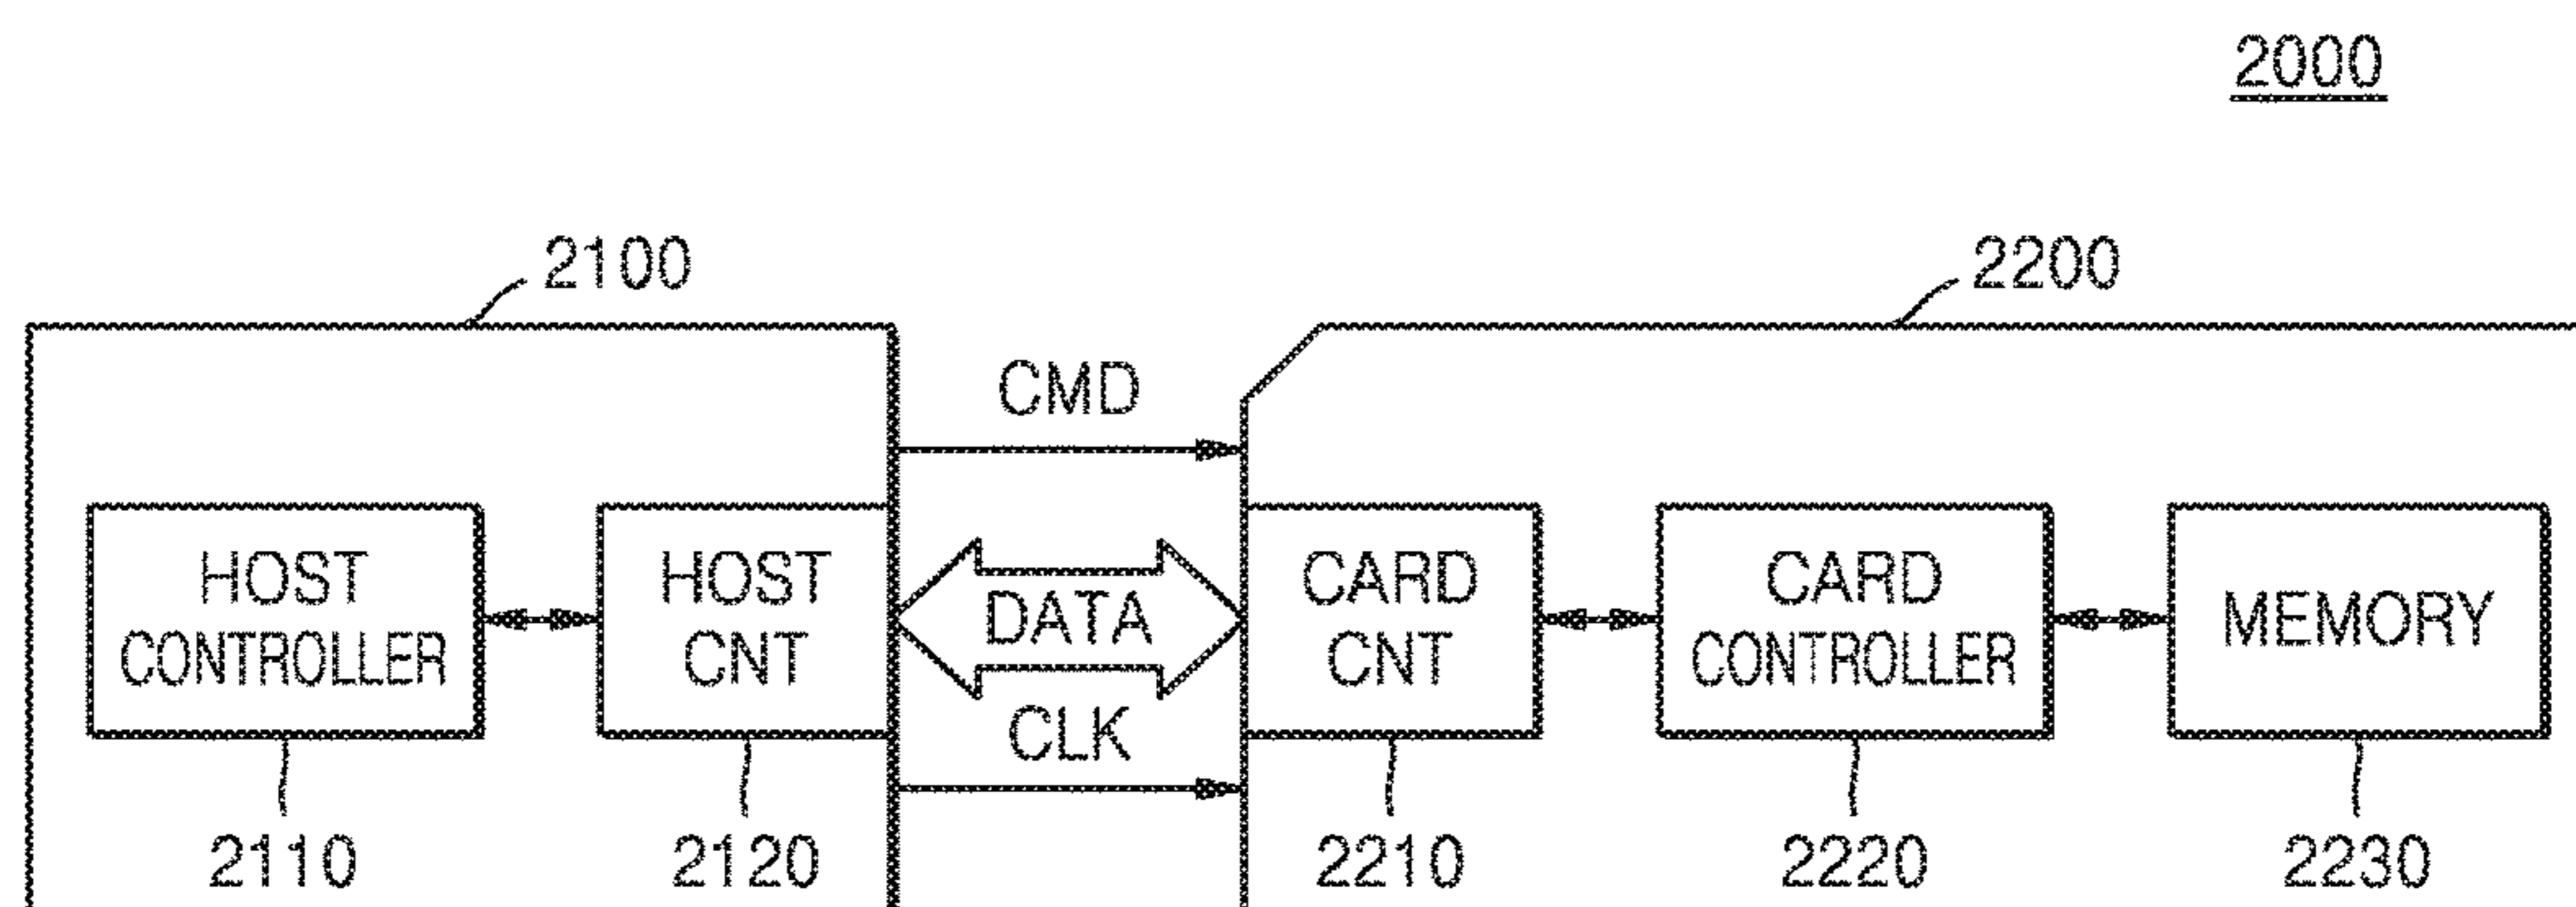 2000
2100
2200
CMD
HOST
CONTROLLER
HOST
CNT
DATA
CLK
CARD
CNT
CARD
CONTROLLER
MEMORY
2110
2120
2210
2220
2230